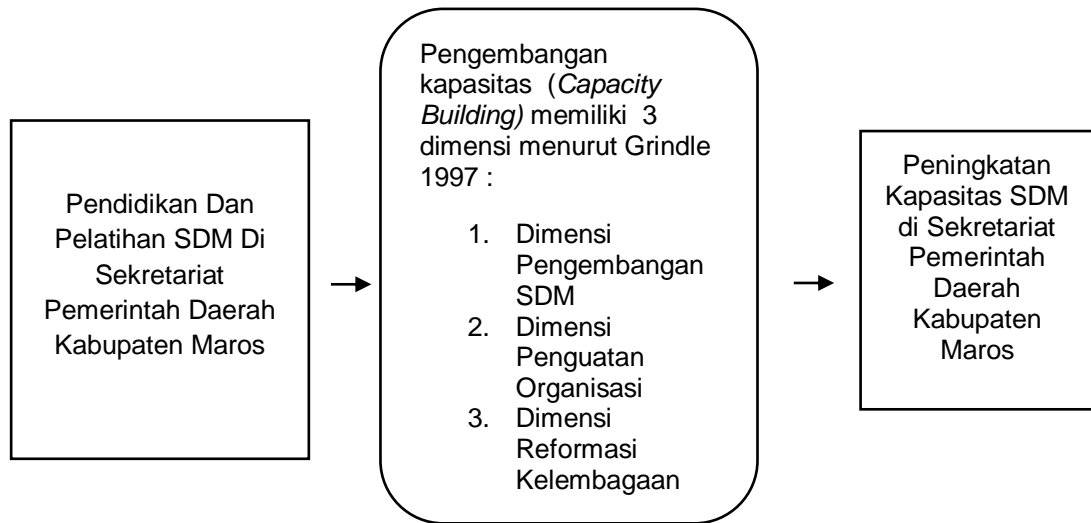 Pendidikan Dan
Pelatihan SDM Di
Sekretariat
Pemerintah Daerah
Kabupaten Maros
Pengembangan
kapasitas (Capacity
Building) memiliki 3
dimensi menurut Grindle
1997 :
1. Dimensi
Pengembangan
SDM
2. Dimensi
Penguatan
Organisasi
3. Dimensi
Reformasi
Kelembagaan
Peningkatan
Kapasitas SDM
di Sekretariat
Pemerintah
Daerah
Kabupaten
Maros